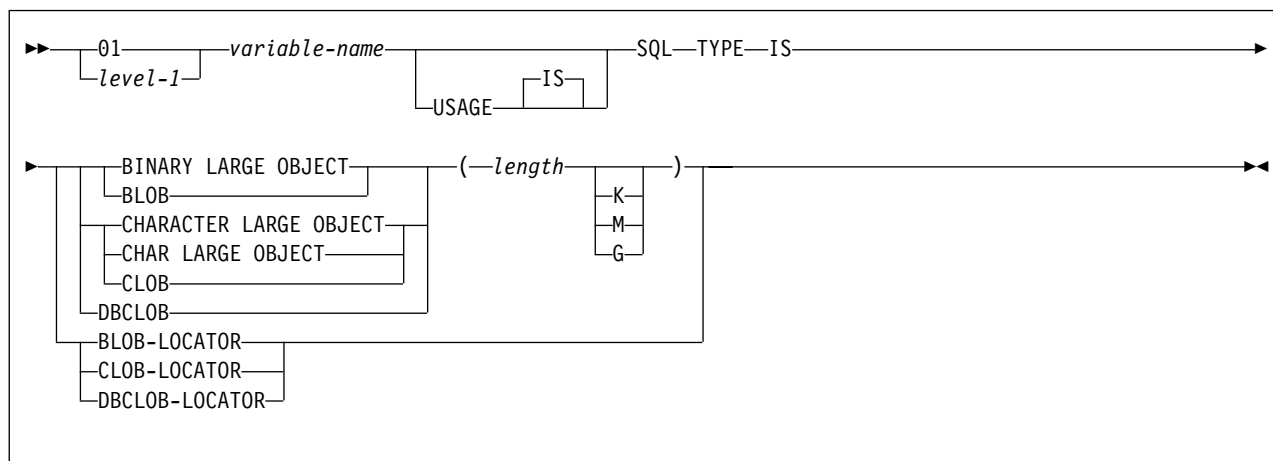 01 variable-name SQL TYPE IS
level-1 IS
USAGE
BINARY LARGE OBJECT ( length )
BLOB K
CHARACTER LARGE OBJECT M
CHAR LARGE OBJECT G
CLOB
DBCLOB
BLOB-LOCATOR
CLOB-LOCATOR
DBCLOB-LOCATOR